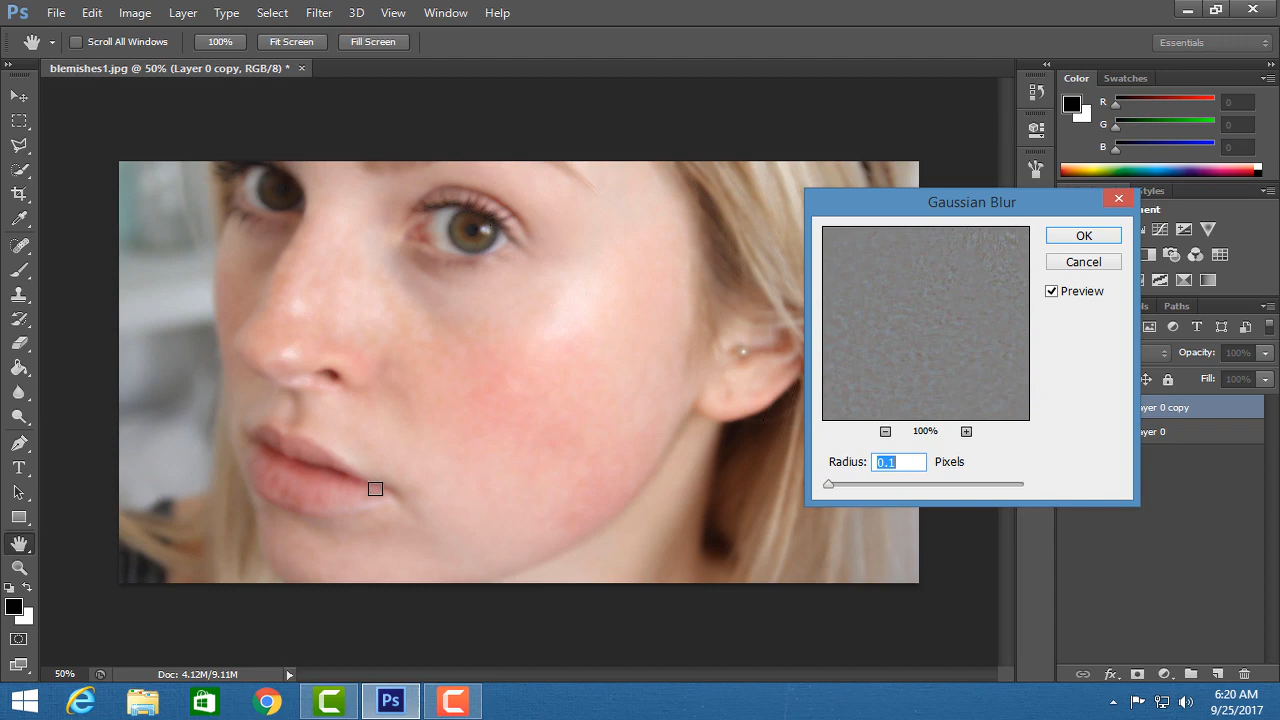 Ps File Edit Image Layer Type Select Filter 3D View Window Help
Scroll All Windows 100% Fit Screen Fill Screen Essentials
blemishes1.jpg @ 50% (Layer 0 copy, RGB/8) * ×
Color Swatches
R 0
G 0
B 0
Styles
Gaussian Blur
OK
Cancel
Preview
100%
Radius: 0.1 Pixels
Paths
Opacity: 100%
Fill: 100%
ayer 0 copy
ayer 0
50% Doc: 4.12M/9.11M
Ps
6:20 AM
9/25/2017